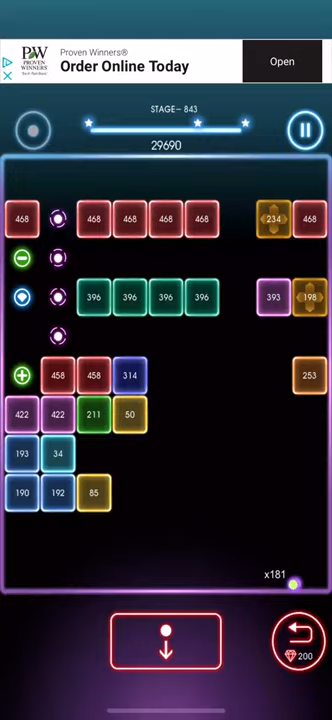 PW
PROVEN
WINNERS
Proven Winners®
Order Online Today
Open
STAGE- 843
29690
468 468 468 468 468 234 468
396 396 396 396 393 198
458 458 314 253
422 422 211 50
193 34
190 192 85
x181
200